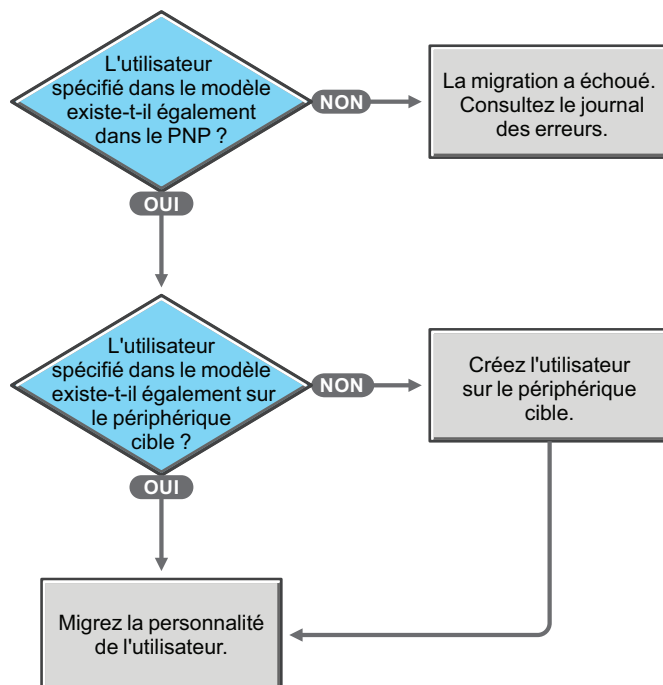 L'utilisateur
spécifié dans le modèle
existe-t-il également
dans le PNP ?
NON
La migration a échoué.
Consultez le journal
des erreurs.
OUI
L'utilisateur
spécifié dans le modèle
existe-t-il également sur
le périphérique
cible ?
NON
Créez l'utilisateur
sur le périphérique
cible.
OUI
Migrez la personnalité
de l'utilisateur.